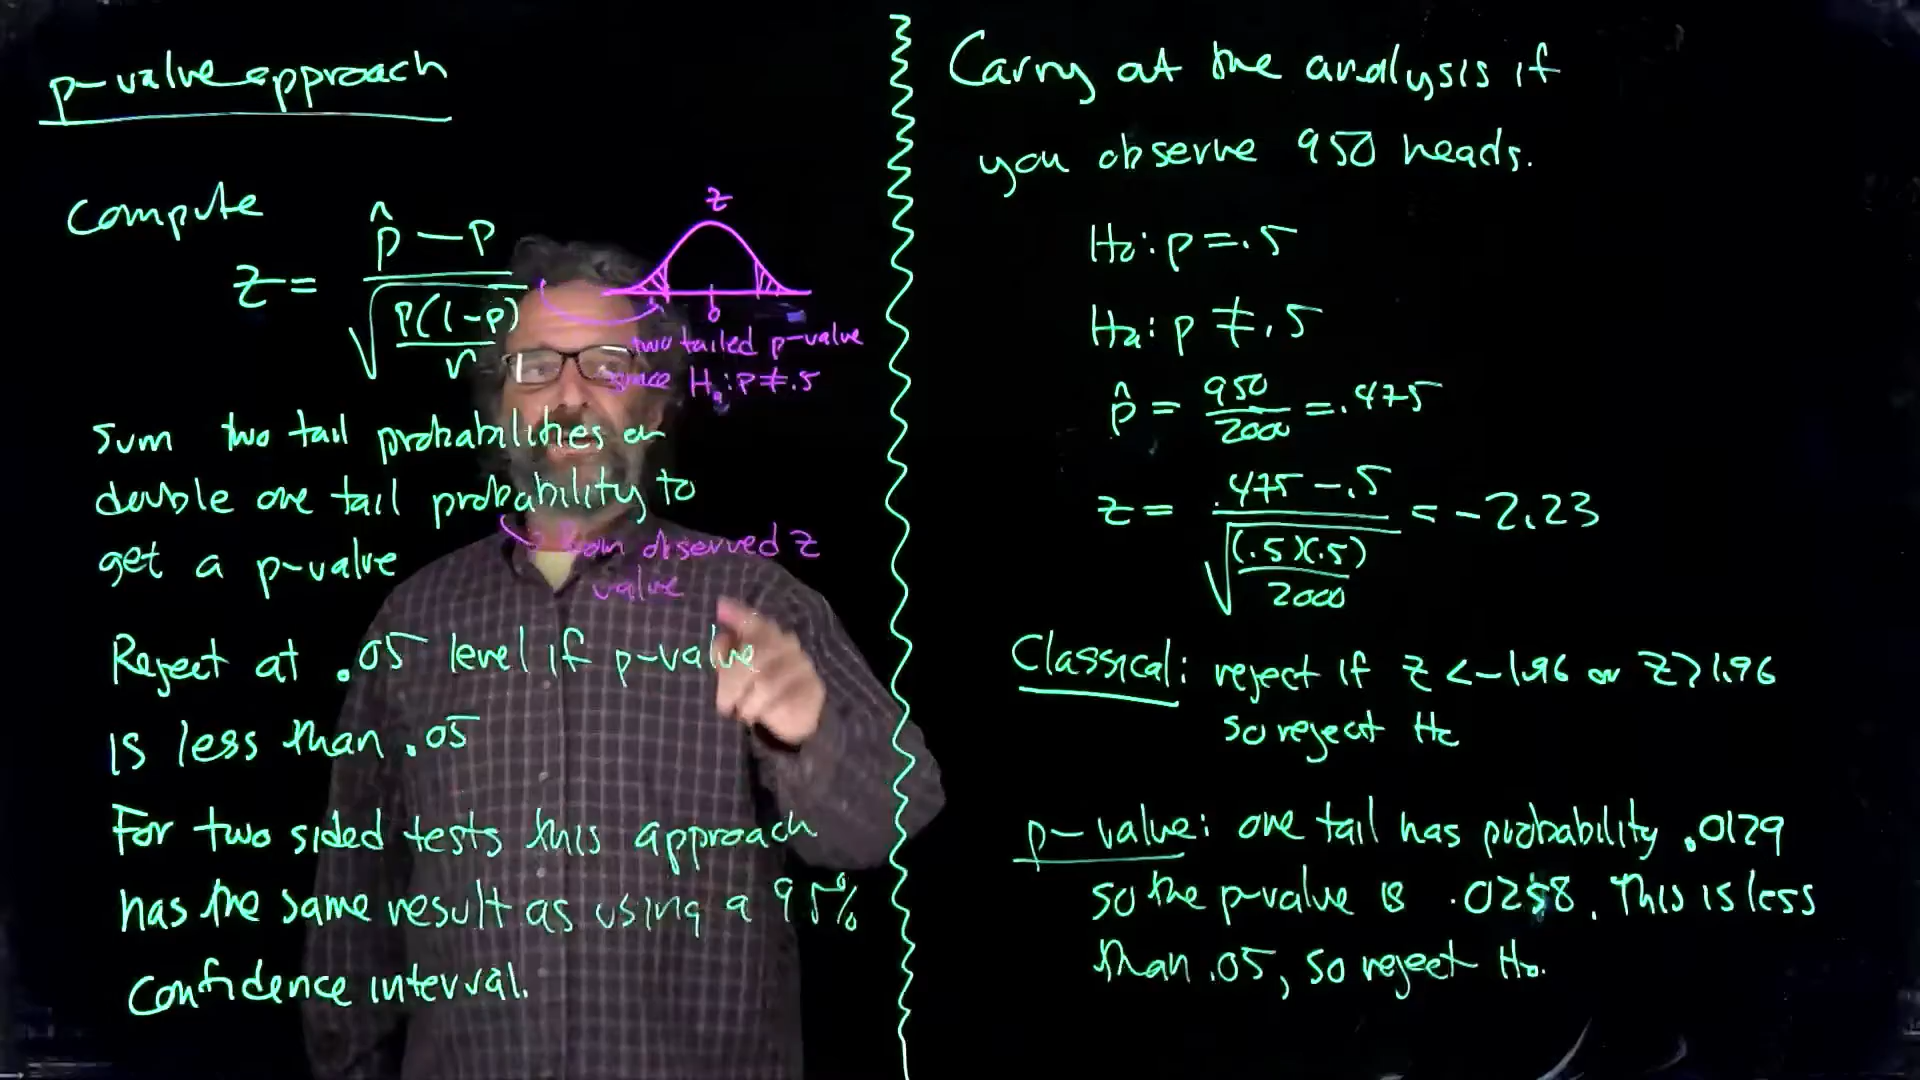 p-value approach
Compute
z = p̂ - p / √(p(1-p)/n)
z
0
two tailed p-value
since Ha: p ≠ .5
Sum two tail probabilities or
double one tail probability to
get a p-value
from observed z
value
Reject at .05 level if p-value
is less than .05
For two sided tests this approach
has the same result as using a 95%
confidence interval.
Carry at the analysis if
you observe 950 heads.
H₀: p = .5
Ha: p ≠ .5
p̂ = 950/2000 = .475
z = .475 - .5 / √((.5)(.5)/2000) = -2.23
Classical: reject if z < -1.96 or z > 1.96
so reject H₀
p-value: one tail has probability .0129
so the p-value is .0258. This is less
than .05, so reject H₀.